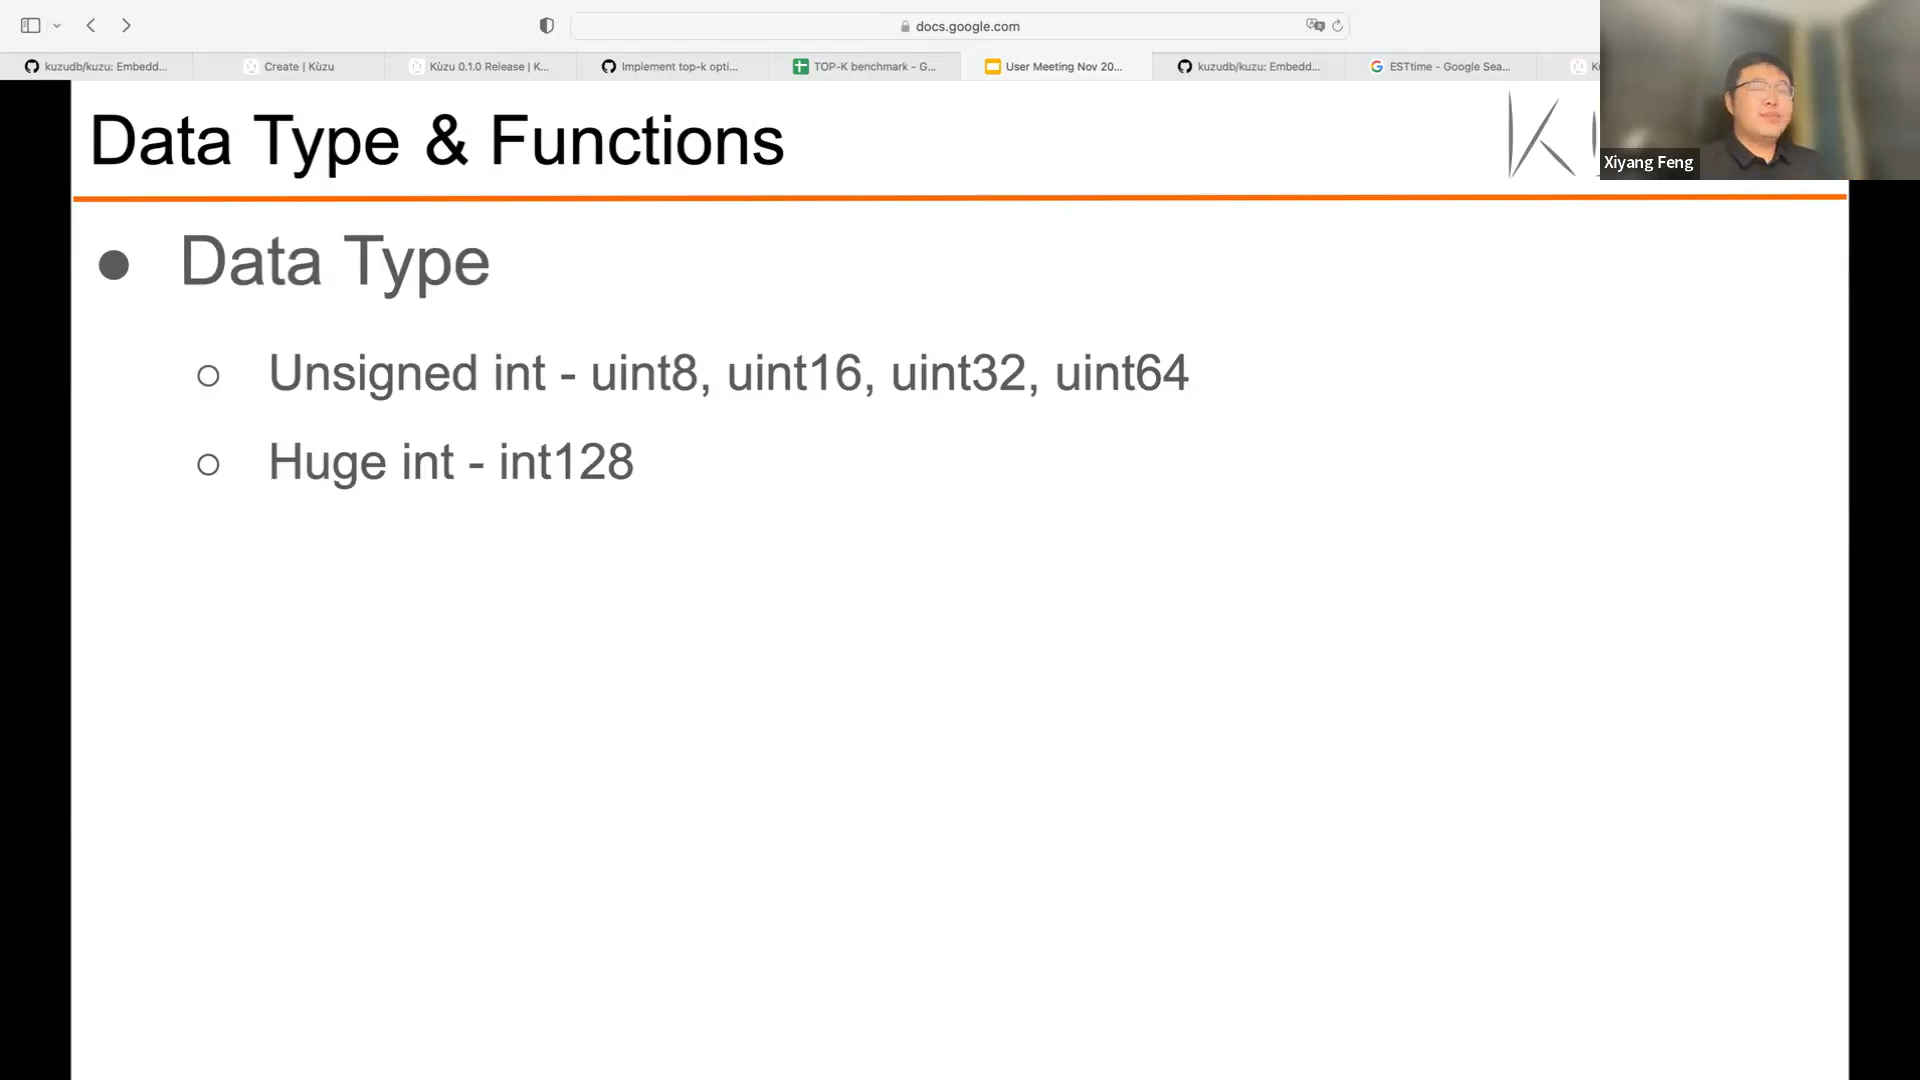 docs.google.com
kuzudb/kuzu: Embedd...
Create | Kùzu
Kùzu 0.1.0 Release | K...
Implement top-k opti...
TOP-K benchmark - G...
User Meeting Nov 20...
kuzudb/kuzu: Embedd...
ESTtime - Google Sea...
Data Type & Functions
Xiyang Feng
● Data Type
○ Unsigned int - uint8, uint16, uint32, uint64
○ Huge int - int128